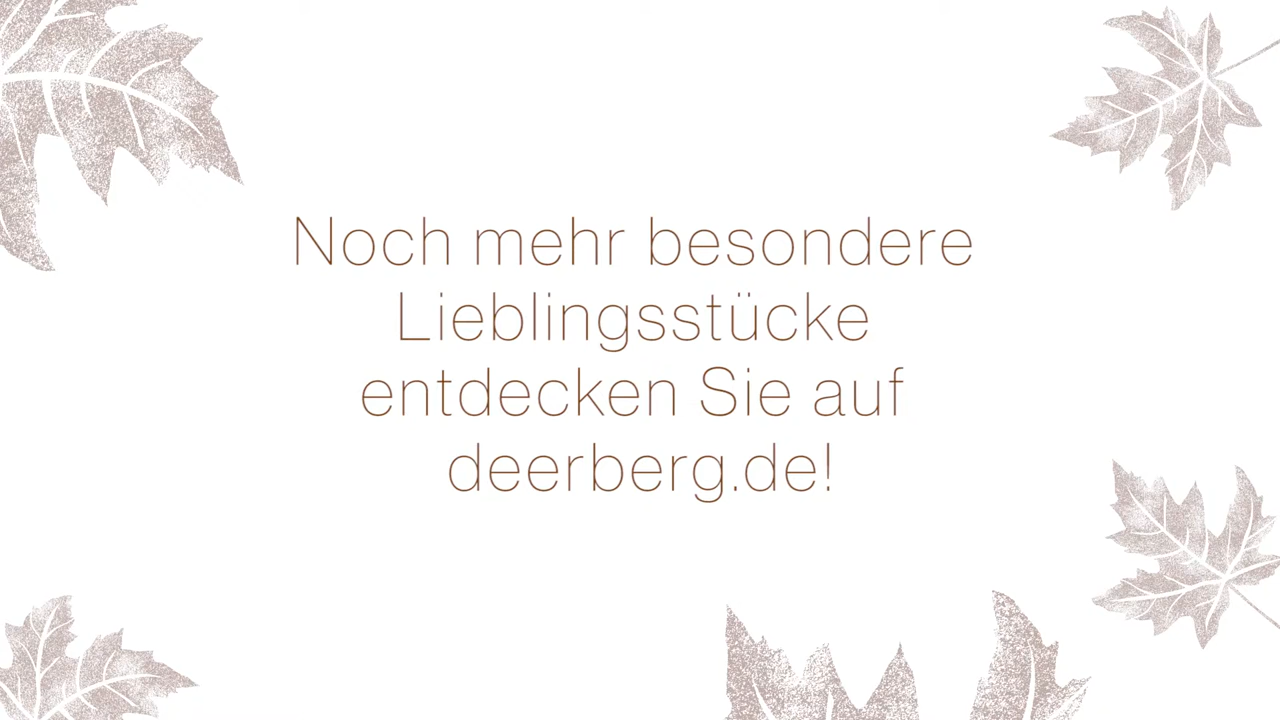 Noch mehr besondere
Lieblingsstücke
entdecken Sie auf
deerberg.de!